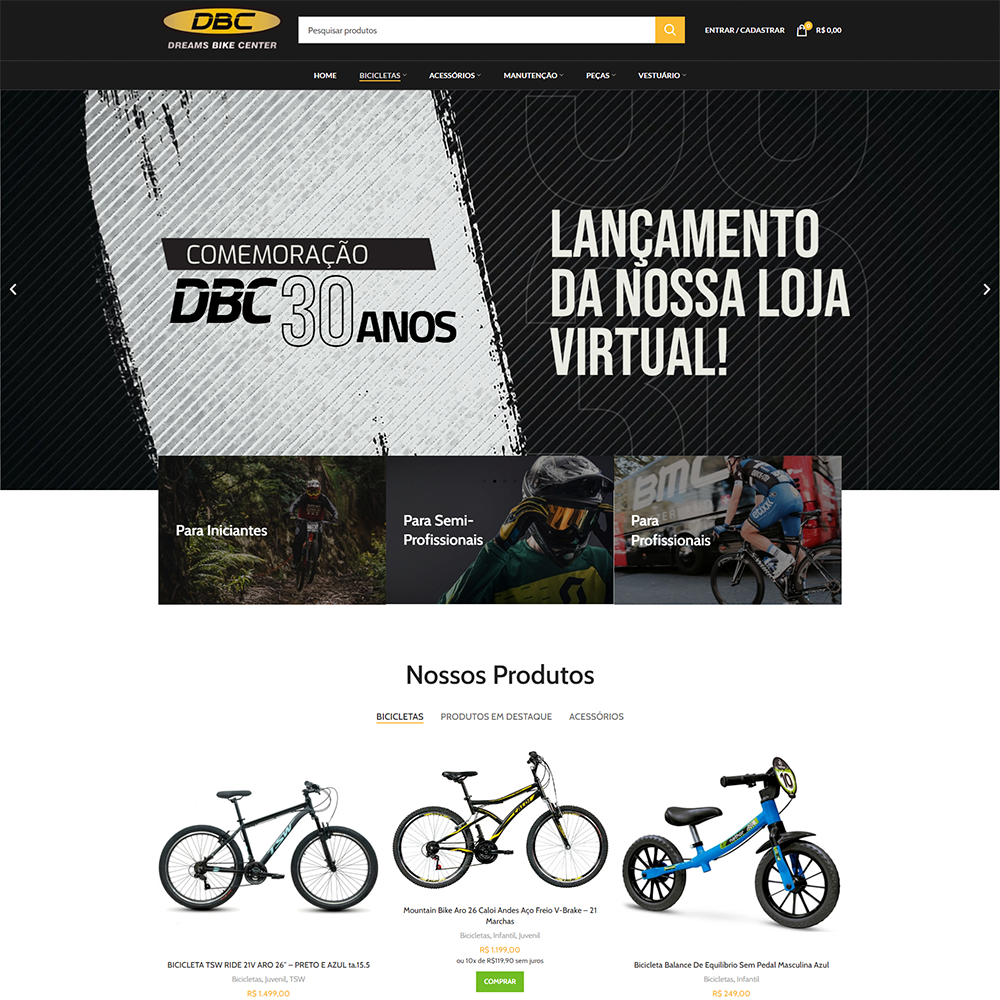 DBC
DREAMS BIKE CENTER
Pesquisar produtos
ENTRAR / CADASTRAR
0
R$ 0,00
HOME
BICICLETAS
ACESSÓRIOS
MANUTENÇÃO
PEÇAS
VESTUÁRIO
COMEMORAÇÃO
DBC 30 ANOS
LANÇAMENTO
DA NOSSA LOJA
VIRTUAL!
Para Iniciantes
Para Semi-
Profissionais
BMC
Para
Profissionais
Nossos Produtos
BICICLETAS
PRODUTOS EM DESTAQUE
ACESSÓRIOS
TSW
10
BICICLETA TSW RIDE 21V ARO 26″ – PRETO E AZUL ta.15.5
Bicicletas, Juvenil, TSW
R$ 1.499,00
Mountain Bike Aro 26 Caloi Andes Aço Freio V-Brake – 21
Marchas
Bicicletas, Infantil, Juvenil
R$ 1.199,00
ou 10x de R$119,90 sem juros
COMPRAR
Bicicleta Balance De Equilíbrio Sem Pedal Masculina Azul
Bicicletas, Infantil
R$ 249,00